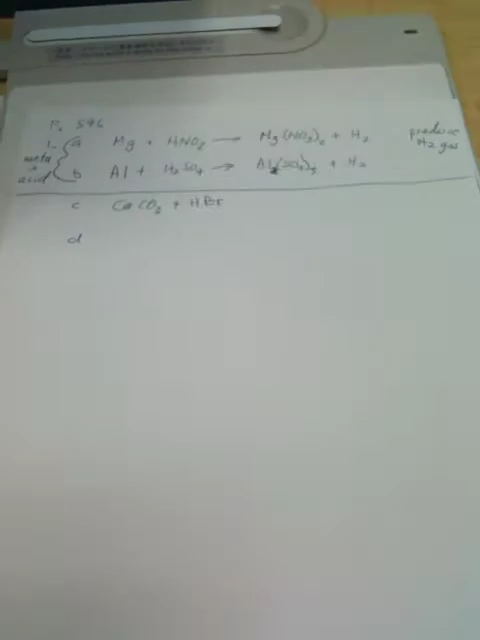 P. 596
1. a Mg + HNO3 → Mg(NO3)2 + H2 produce H2 gas
metal + acid
b Al + H2SO4 → Al2(SO4)3 + H2
c CaCO3 + HBr
d